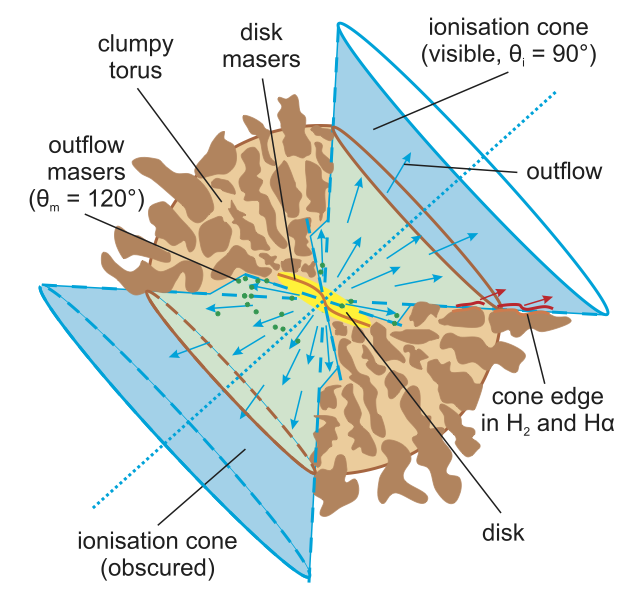 clumpy
torus
disk
masers
ionisation cone
(visible, θᵢ = 90°)
outflow
masers
(θₘ = 120°)
outflow
cone edge
in H₂ and Hα
disk
ionisation cone
(obscured)